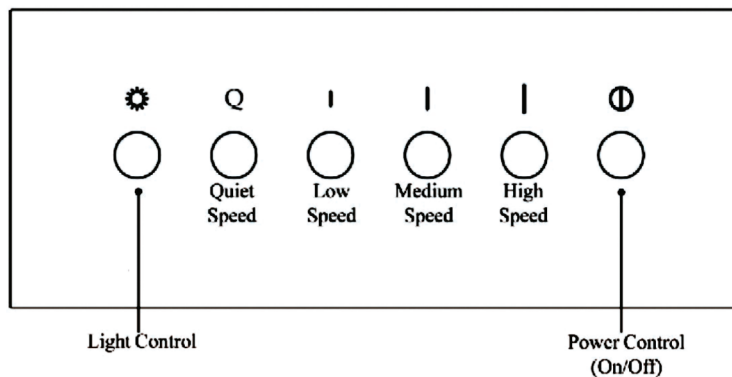 Q
Quiet Low Medium High
Speed Speed Speed Speed
Light Control Power Control
(On/Off)